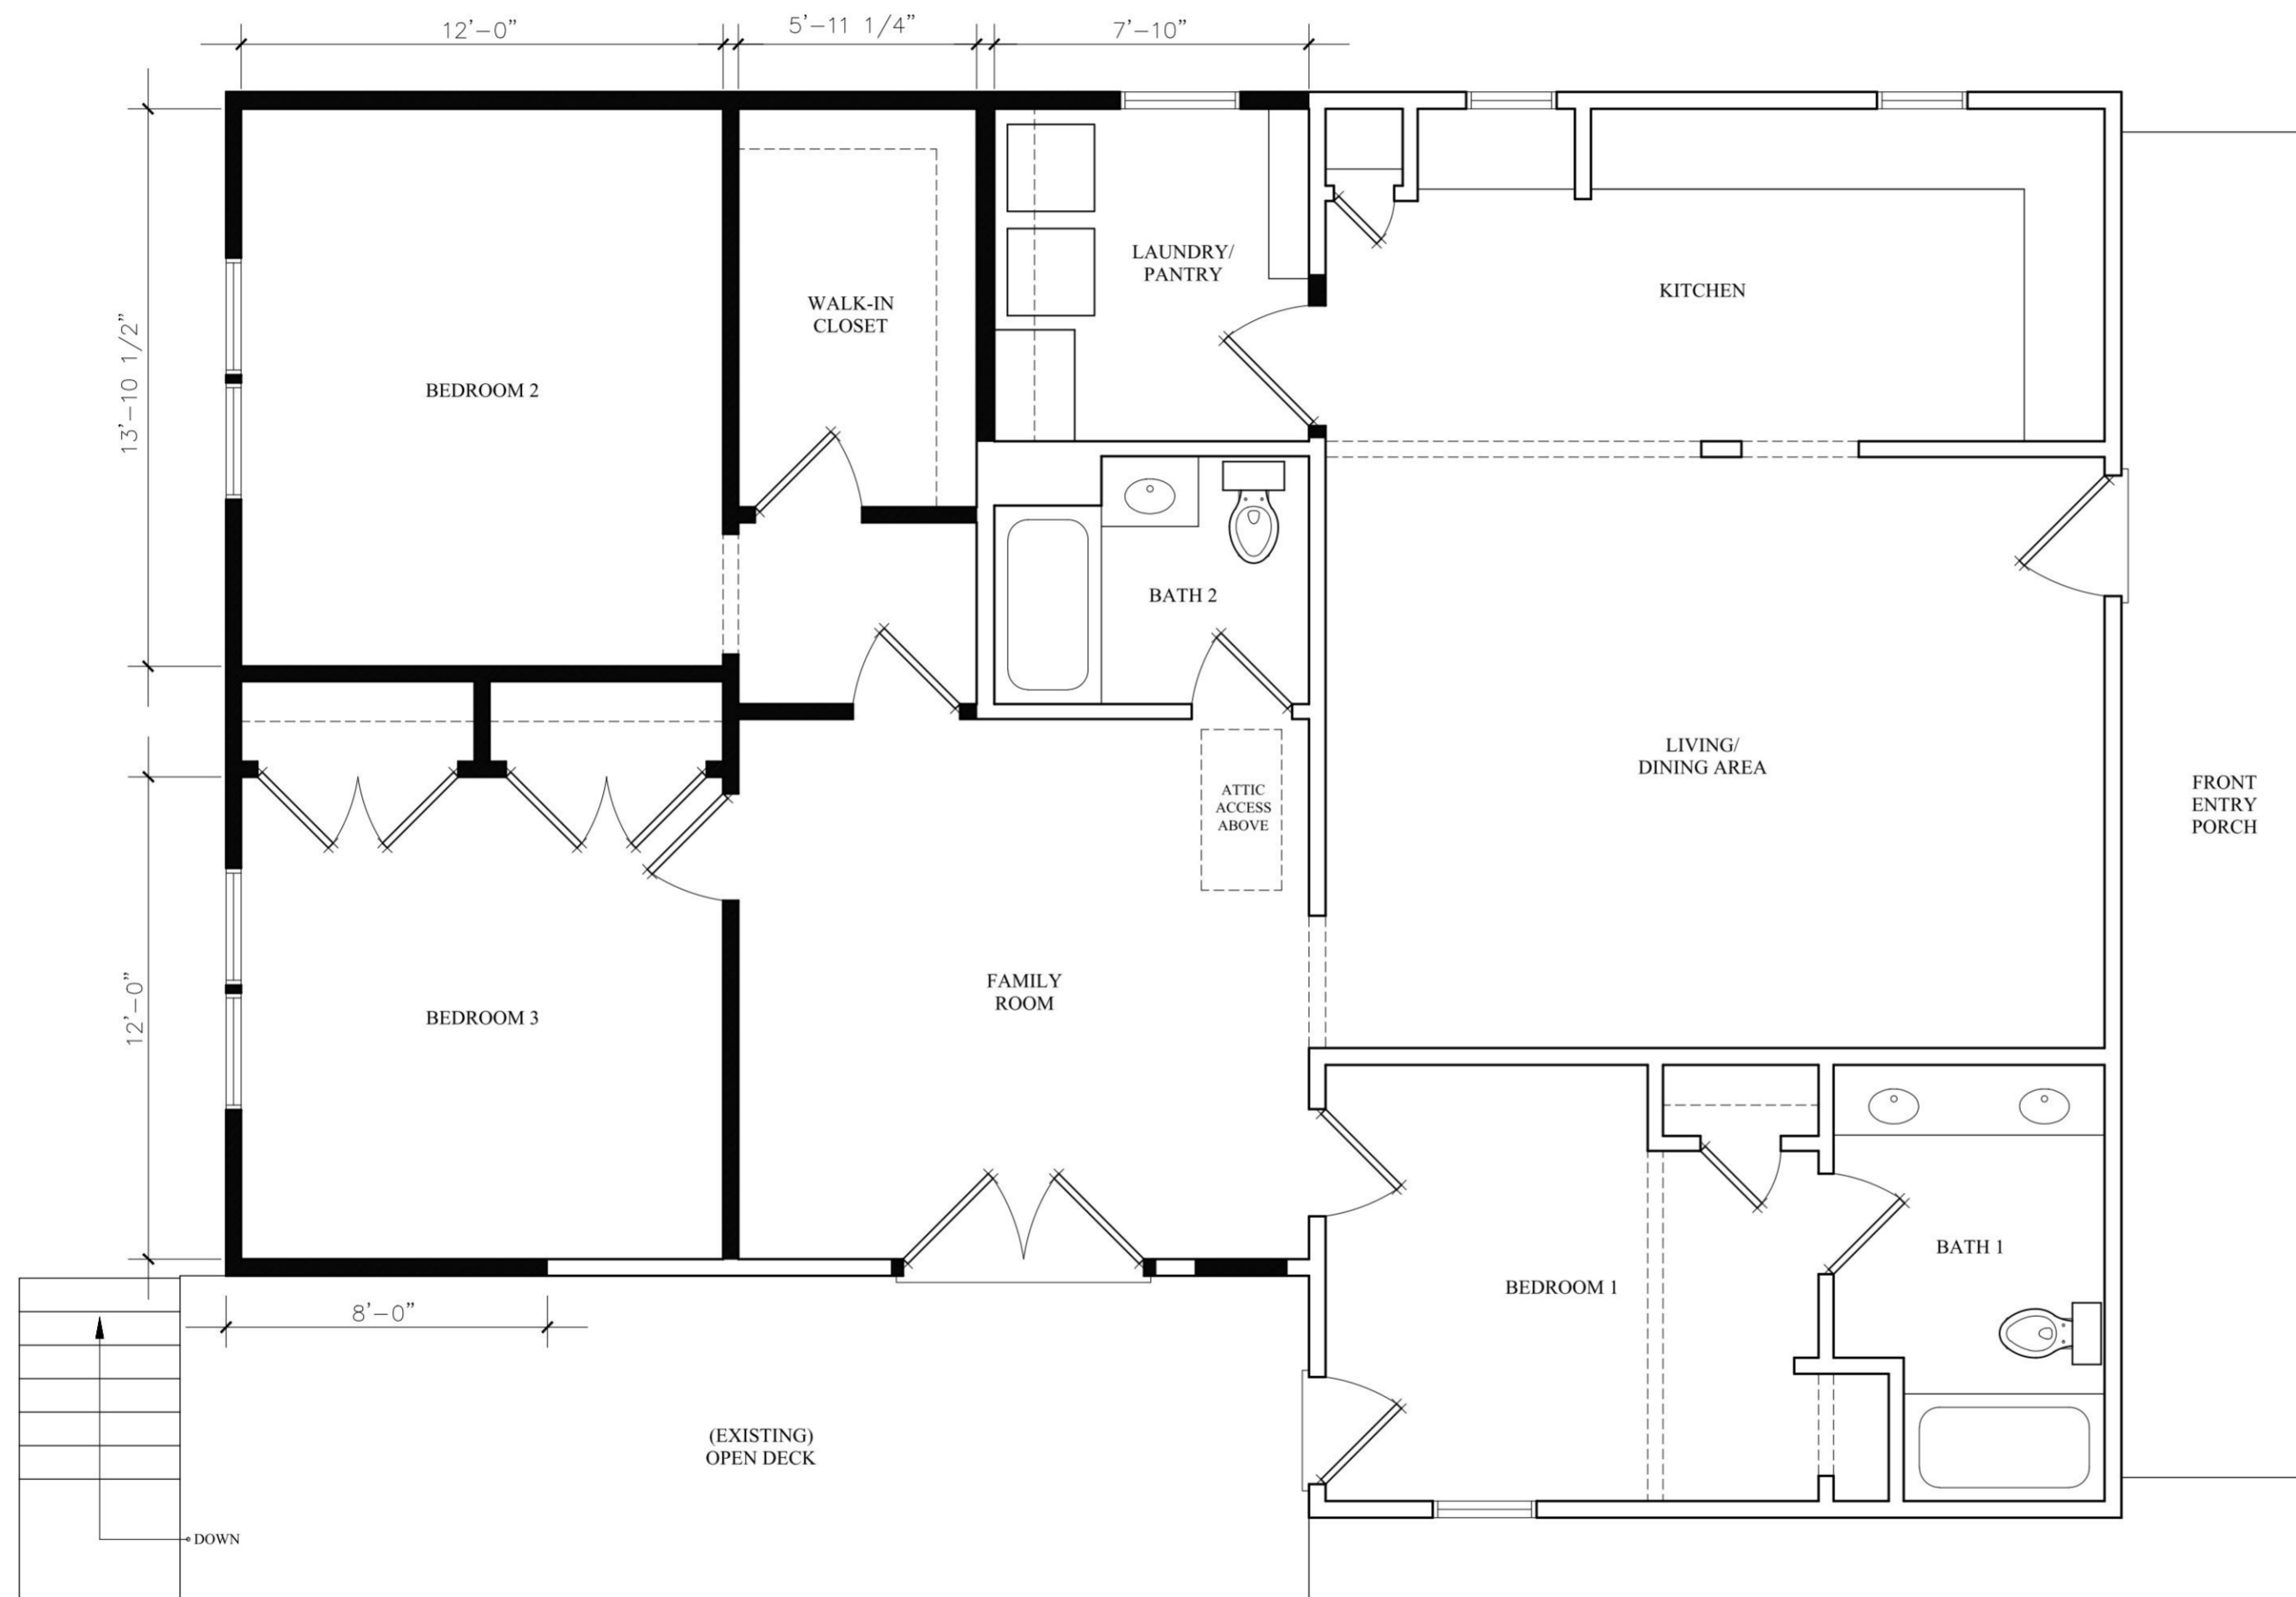 12'-0"
5'-11 1/4"
7'-10"
13'-10 1/2"
BEDROOM 2
WALK-IN
CLOSET
LAUNDRY/
PANTRY
KITCHEN
BATH 2
LIVING/
DINING AREA
ATTIC
ACCESS
ABOVE
FRONT
ENTRY
PORCH
12'-0"
BEDROOM 3
FAMILY
ROOM
BATH 1
BEDROOM 1
8'-0"
(EXISTING)
OPEN DECK
DOWN